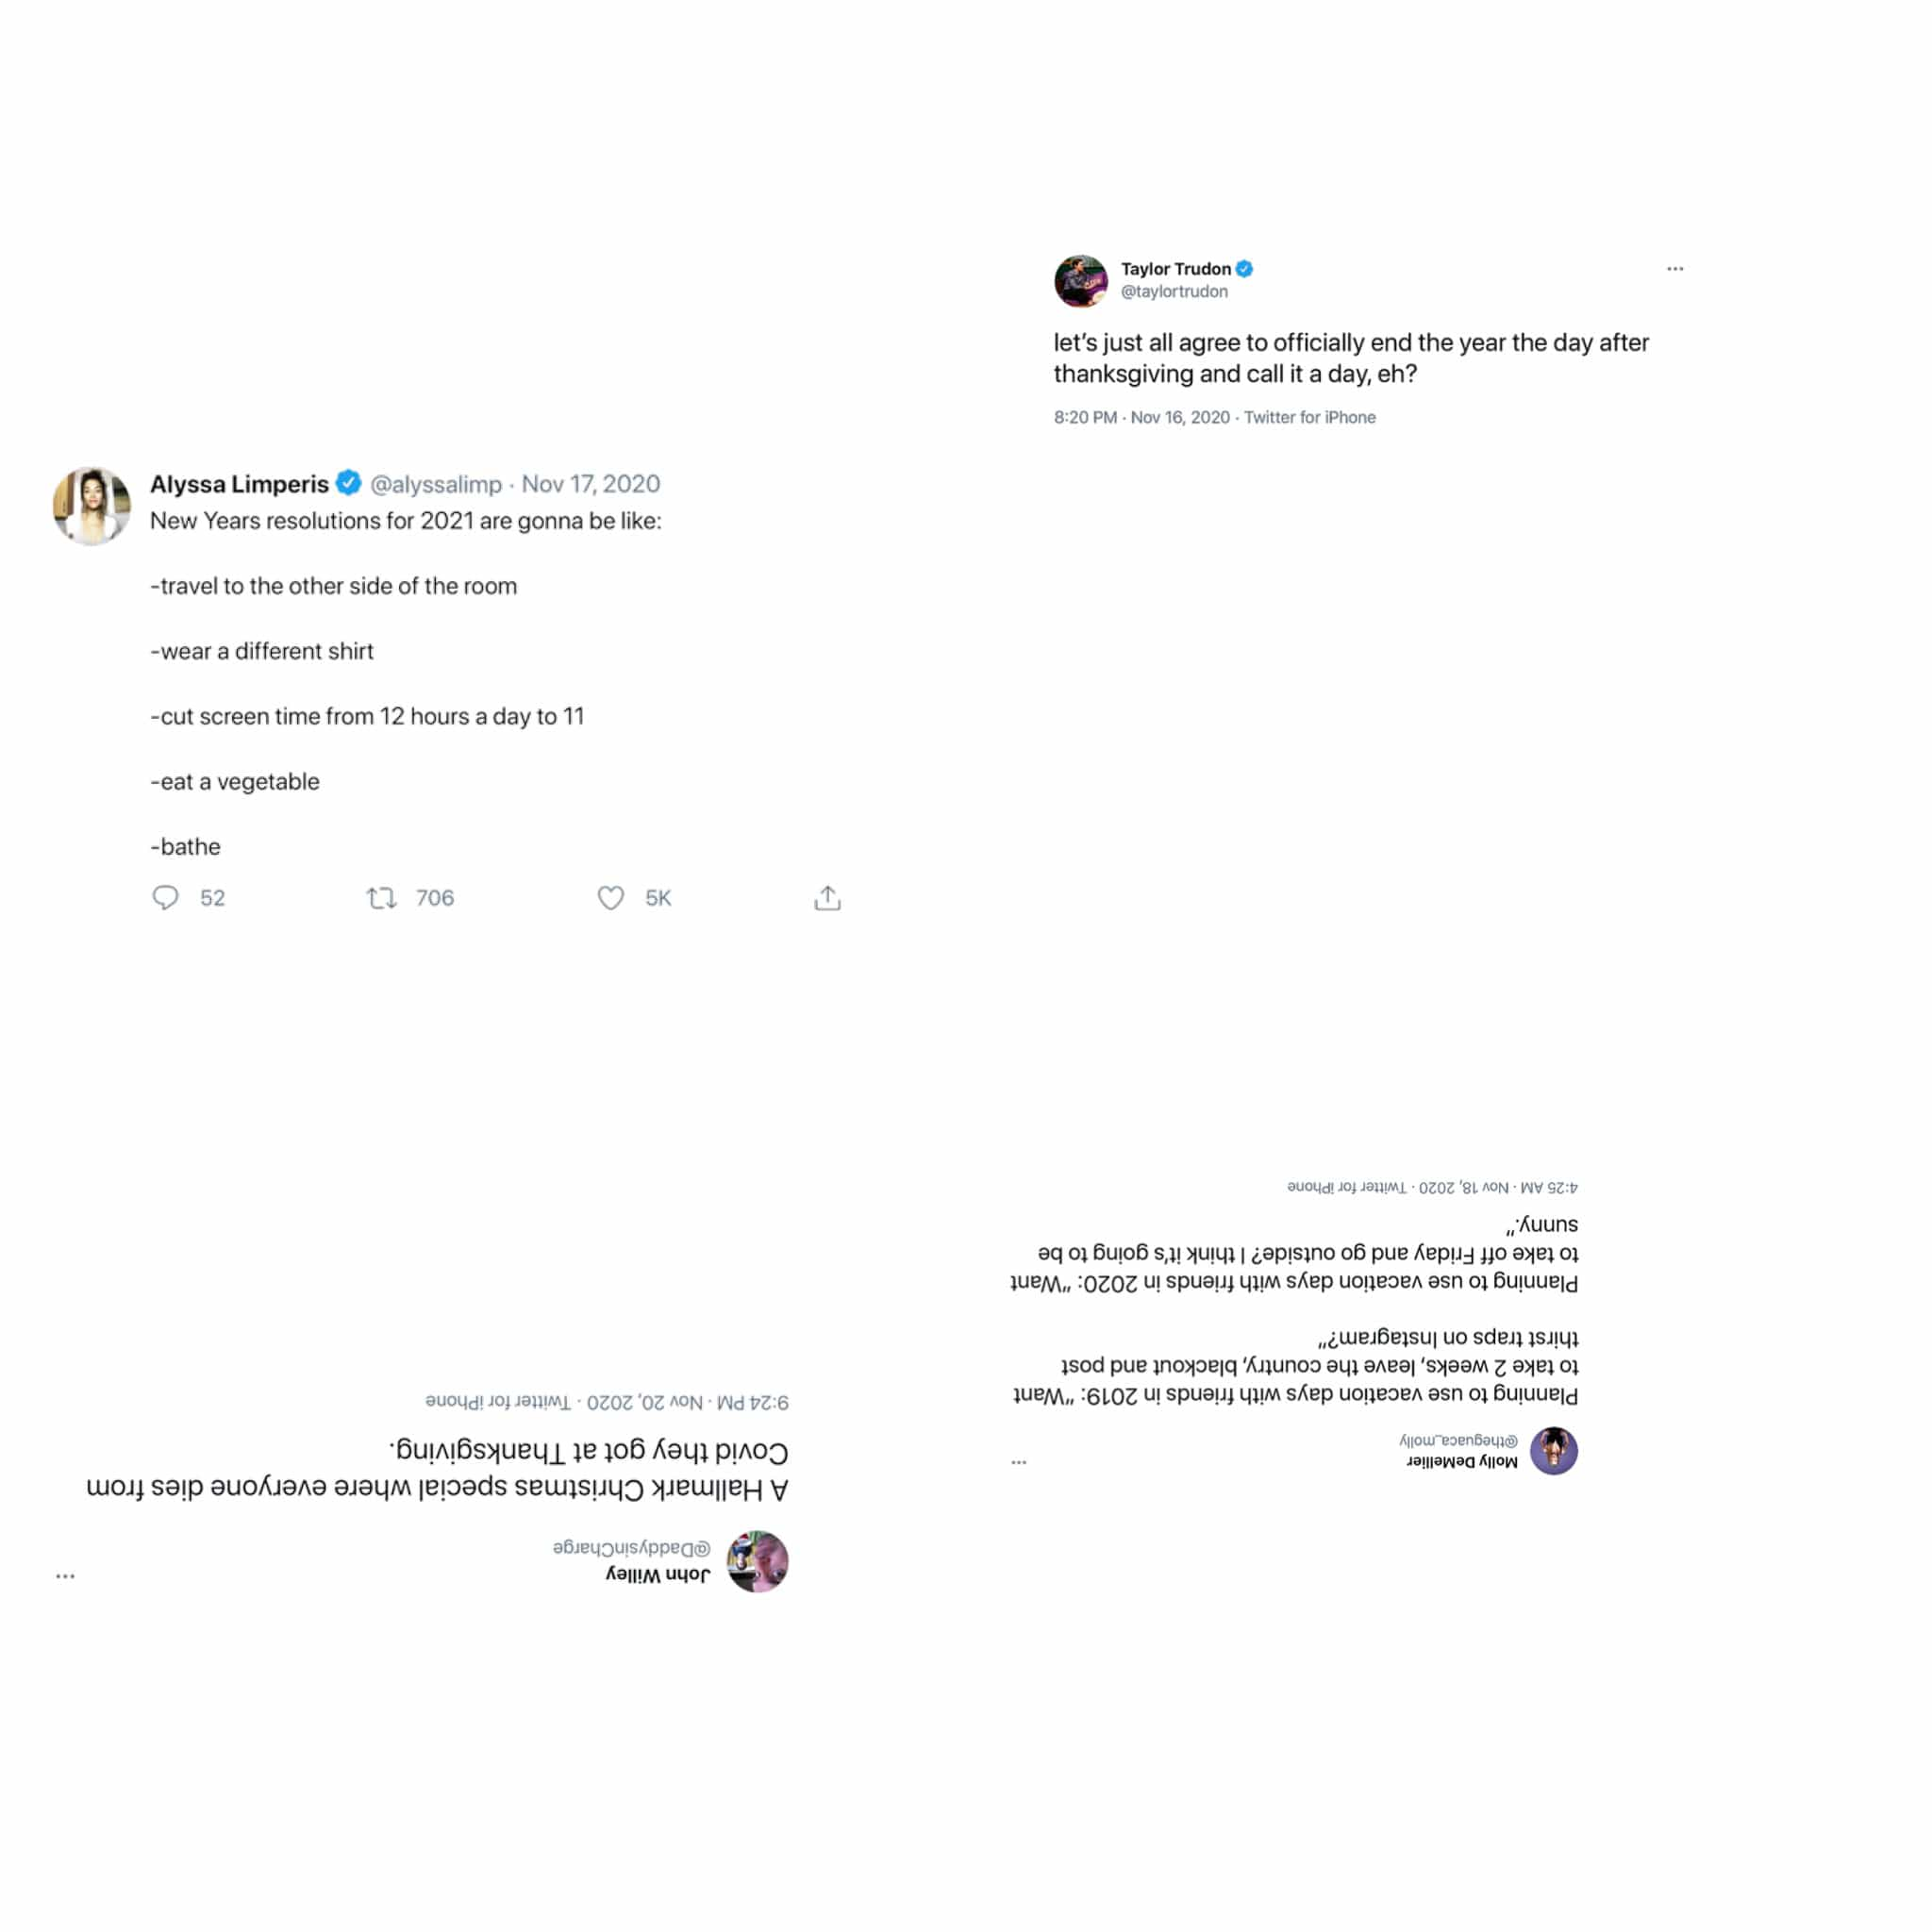 Taylor Trudon
@taylortrudon
let’s just all agree to officially end the year the day after
thanksgiving and call it a day, eh?
8:20 PM · Nov 16, 2020 · Twitter for iPhone
Alyssa Limperis @alyssalimp · Nov 17, 2020
New Years resolutions for 2021 are gonna be like:
-travel to the other side of the room
-wear a different shirt
-cut screen time from 12 hours a day to 11
-eat a vegetable
-bathe
52 706 5K
Molly DeMellier
@theguaca_molly
Planning to use vacation days with friends in 2019: “Want
to take 2 weeks, leave the country, blackout and post
thirst traps on Instagram?”
Planning to use vacation days with friends in 2020: “Want
to take off Friday and go outside? I think it’s going to be
sunny.”
4:25 AM · Nov 18, 2020 · Twitter for iPhone
John Willey
@DaddysinCharge
A Hallmark Christmas special where everyone dies from
Covid they got at Thanksgiving.
9:24 PM · Nov 20, 2020 · Twitter for iPhone